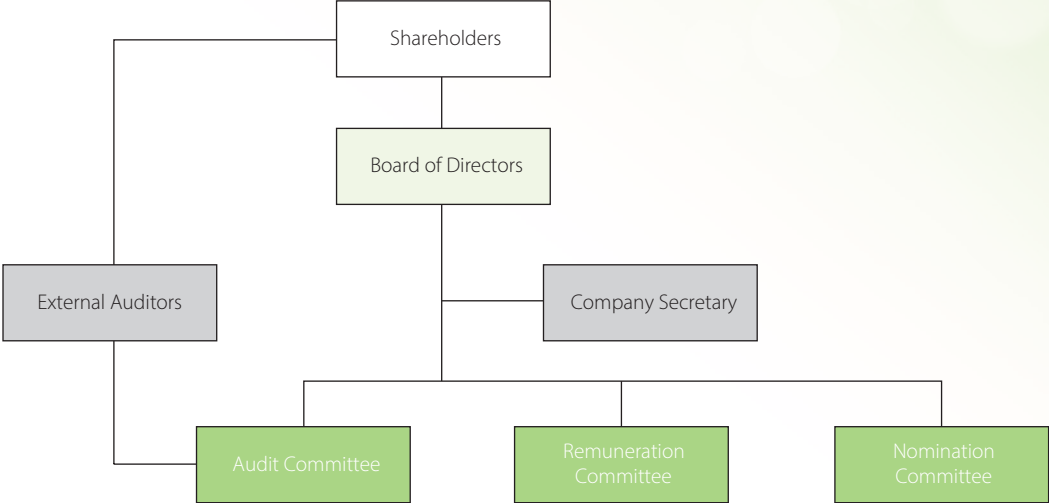 Shareholders
Board of Directors
External Auditors
Company Secretary
Audit Committee
Remuneration
Committee
Nomination
Committee